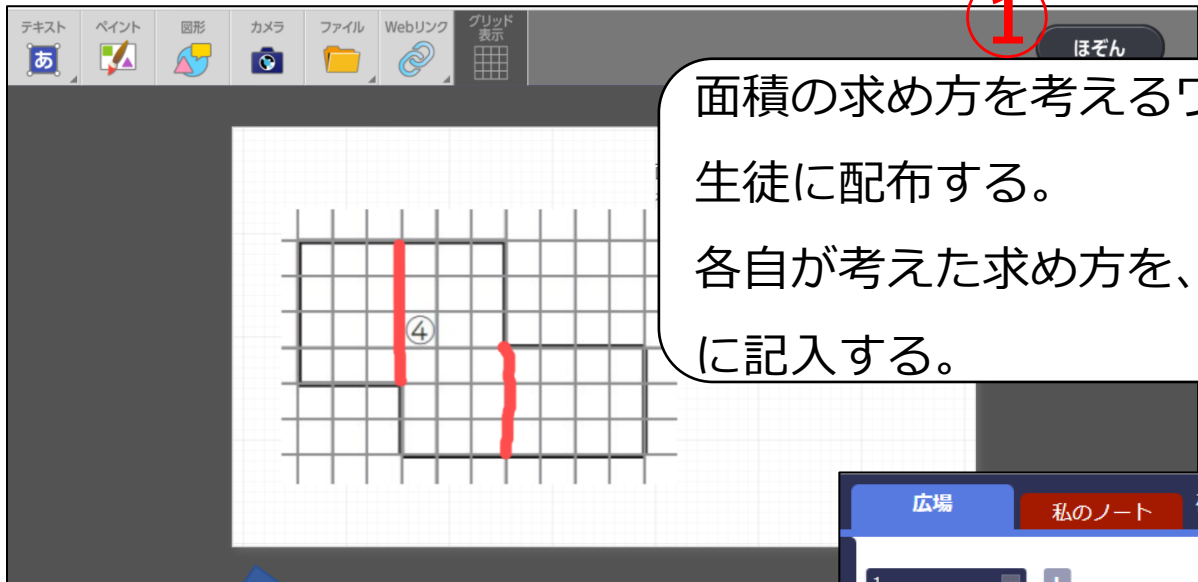 テキスト ペイント 図形 カメラ ファイル Webリンク グリッド表示
あ
①
ほぞん
面積の求め方を考える
生徒に配布する。
各自が考えた求め方を、
に記入する。
④
広場 私のノート
1 +